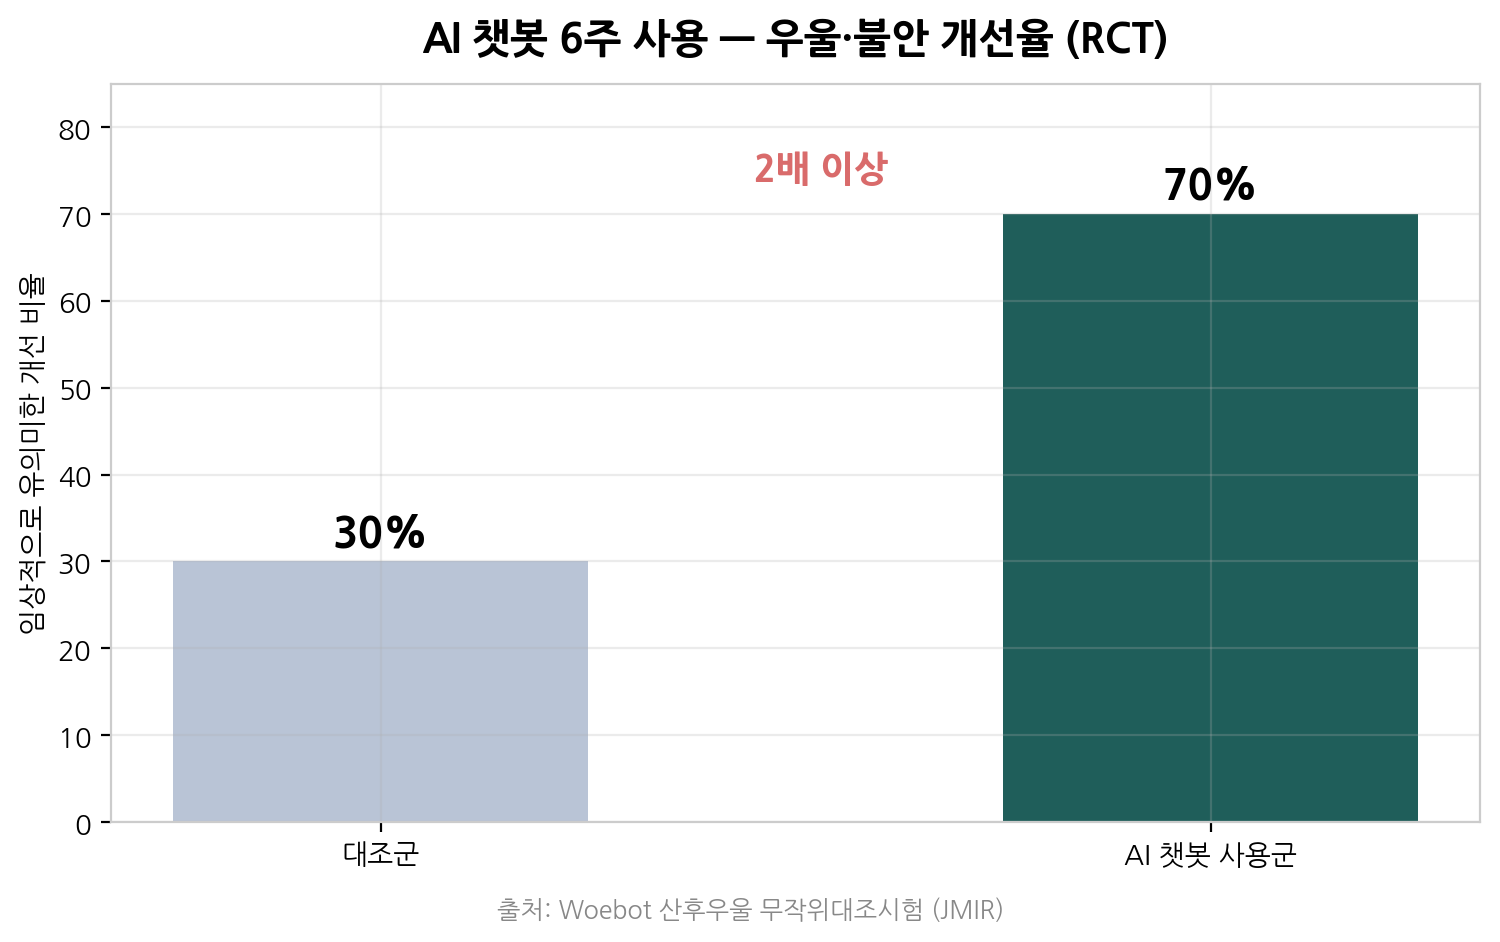 AI 챗봇 6주 사용 — 우울·불안 개선율 (RCT)
임상적으로 유의미한 개선 비율
80
70
60
50
40
30
20
10
0
2배 이상
30%
70%
대조군
AI 챗봇 사용군
출처: Woebot 산후우울 무작위대조시험 (JMIR)